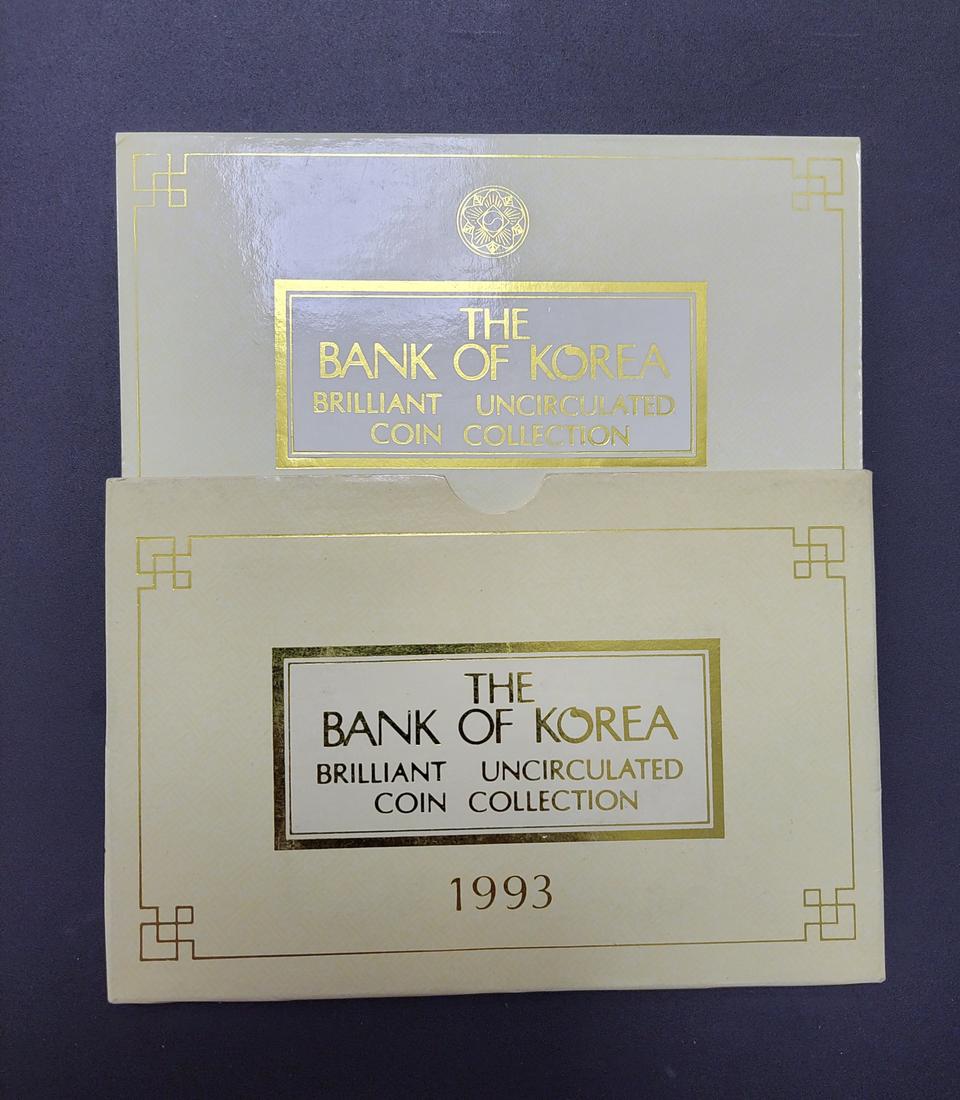 THE
BANK OF KOREA
BRILLIANT UNCIRCULATED
COIN COLLECTION
THE
BANK OF KOREA
BRILLIANT UNCIRCULATED
COIN COLLECTION
1993